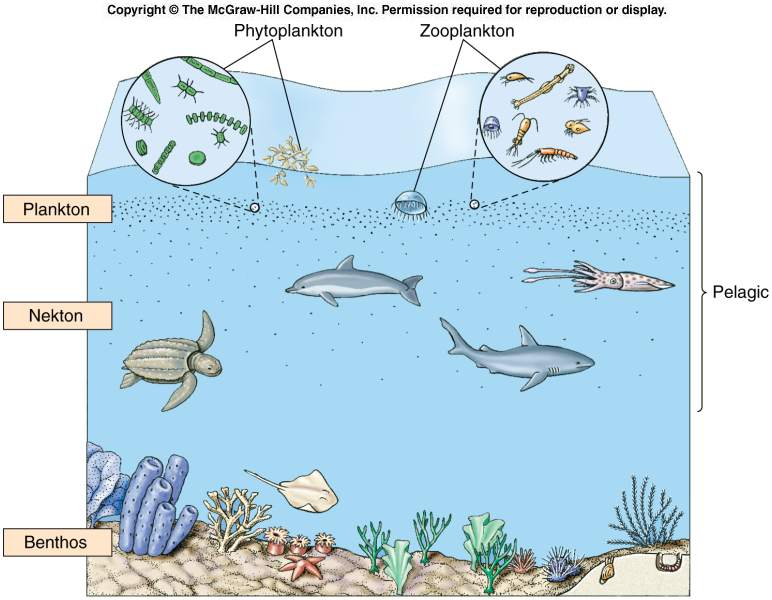 Copyright © The McGraw-Hill Companies, Inc. Permission required for reproduction or display.
Phytoplankton
Zooplankton
Plankton
Pelagic
Nekton
Benthos